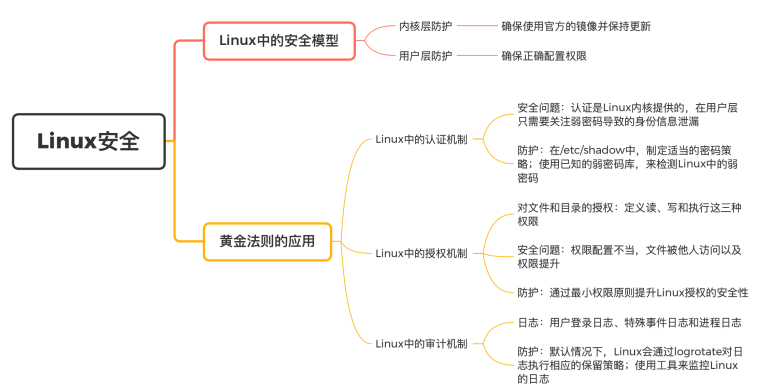 Linux安全
Linux中的安全模型
内核层防护
确保使用官方的镜像并保持更新
用户层防护
确保正确配置权限
黄金法则的应用
Linux中的认证机制
安全问题：认证是Linux内核提供的，在用户层
只需要关注弱密码导致的身份信息泄漏
防护：在/etc/shadow中，制定适当的密码策
略；使用已知的弱密码库，来检测Linux中的弱
密码
Linux中的授权机制
对文件和目录的授权：定义读、写和执行这三种
权限
安全问题：权限配置不当，文件被他人访问以及
权限提升
防护：通过最小权限原则提升Linux授权的安全性
Linux中的审计机制
日志：用户登录日志、特殊事件日志和进程日志
防护：默认情况下，Linux会通过logrotate对日
志执行相应的保留策略；使用工具来监控Linux
的日志